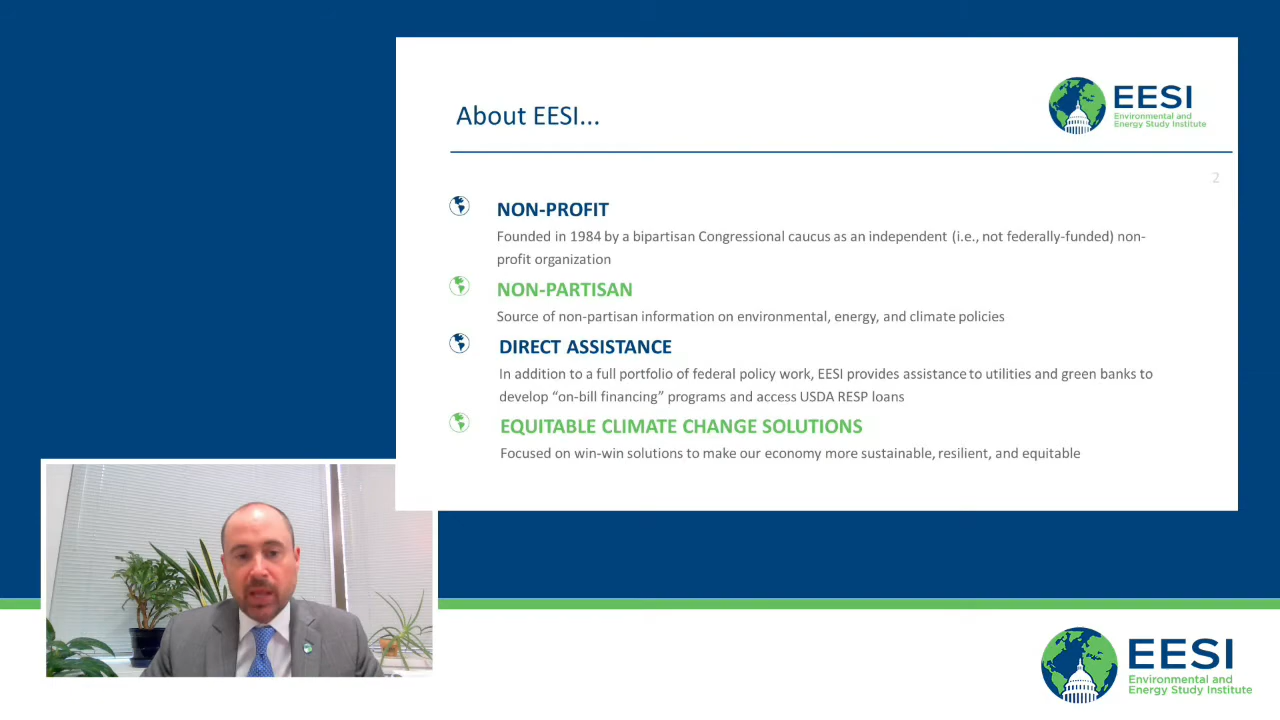 About EESI...
EESI
Environmental and
Energy Study Institute
2
NON-PROFIT
Founded in 1984 by a bipartisan Congressional caucus as an independent (i.e., not federally-funded) non-
profit organization
NON-PARTISAN
Source of non-partisan information on environmental, energy, and climate policies
DIRECT ASSISTANCE
In addition to a full portfolio of federal policy work, EESI provides assistance to utilities and green banks to
develop “on-bill financing” programs and access USDA RESP loans
EQUITABLE CLIMATE CHANGE SOLUTIONS
Focused on win-win solutions to make our economy more sustainable, resilient, and equitable
EESI
Environmental and
Energy Study Institute